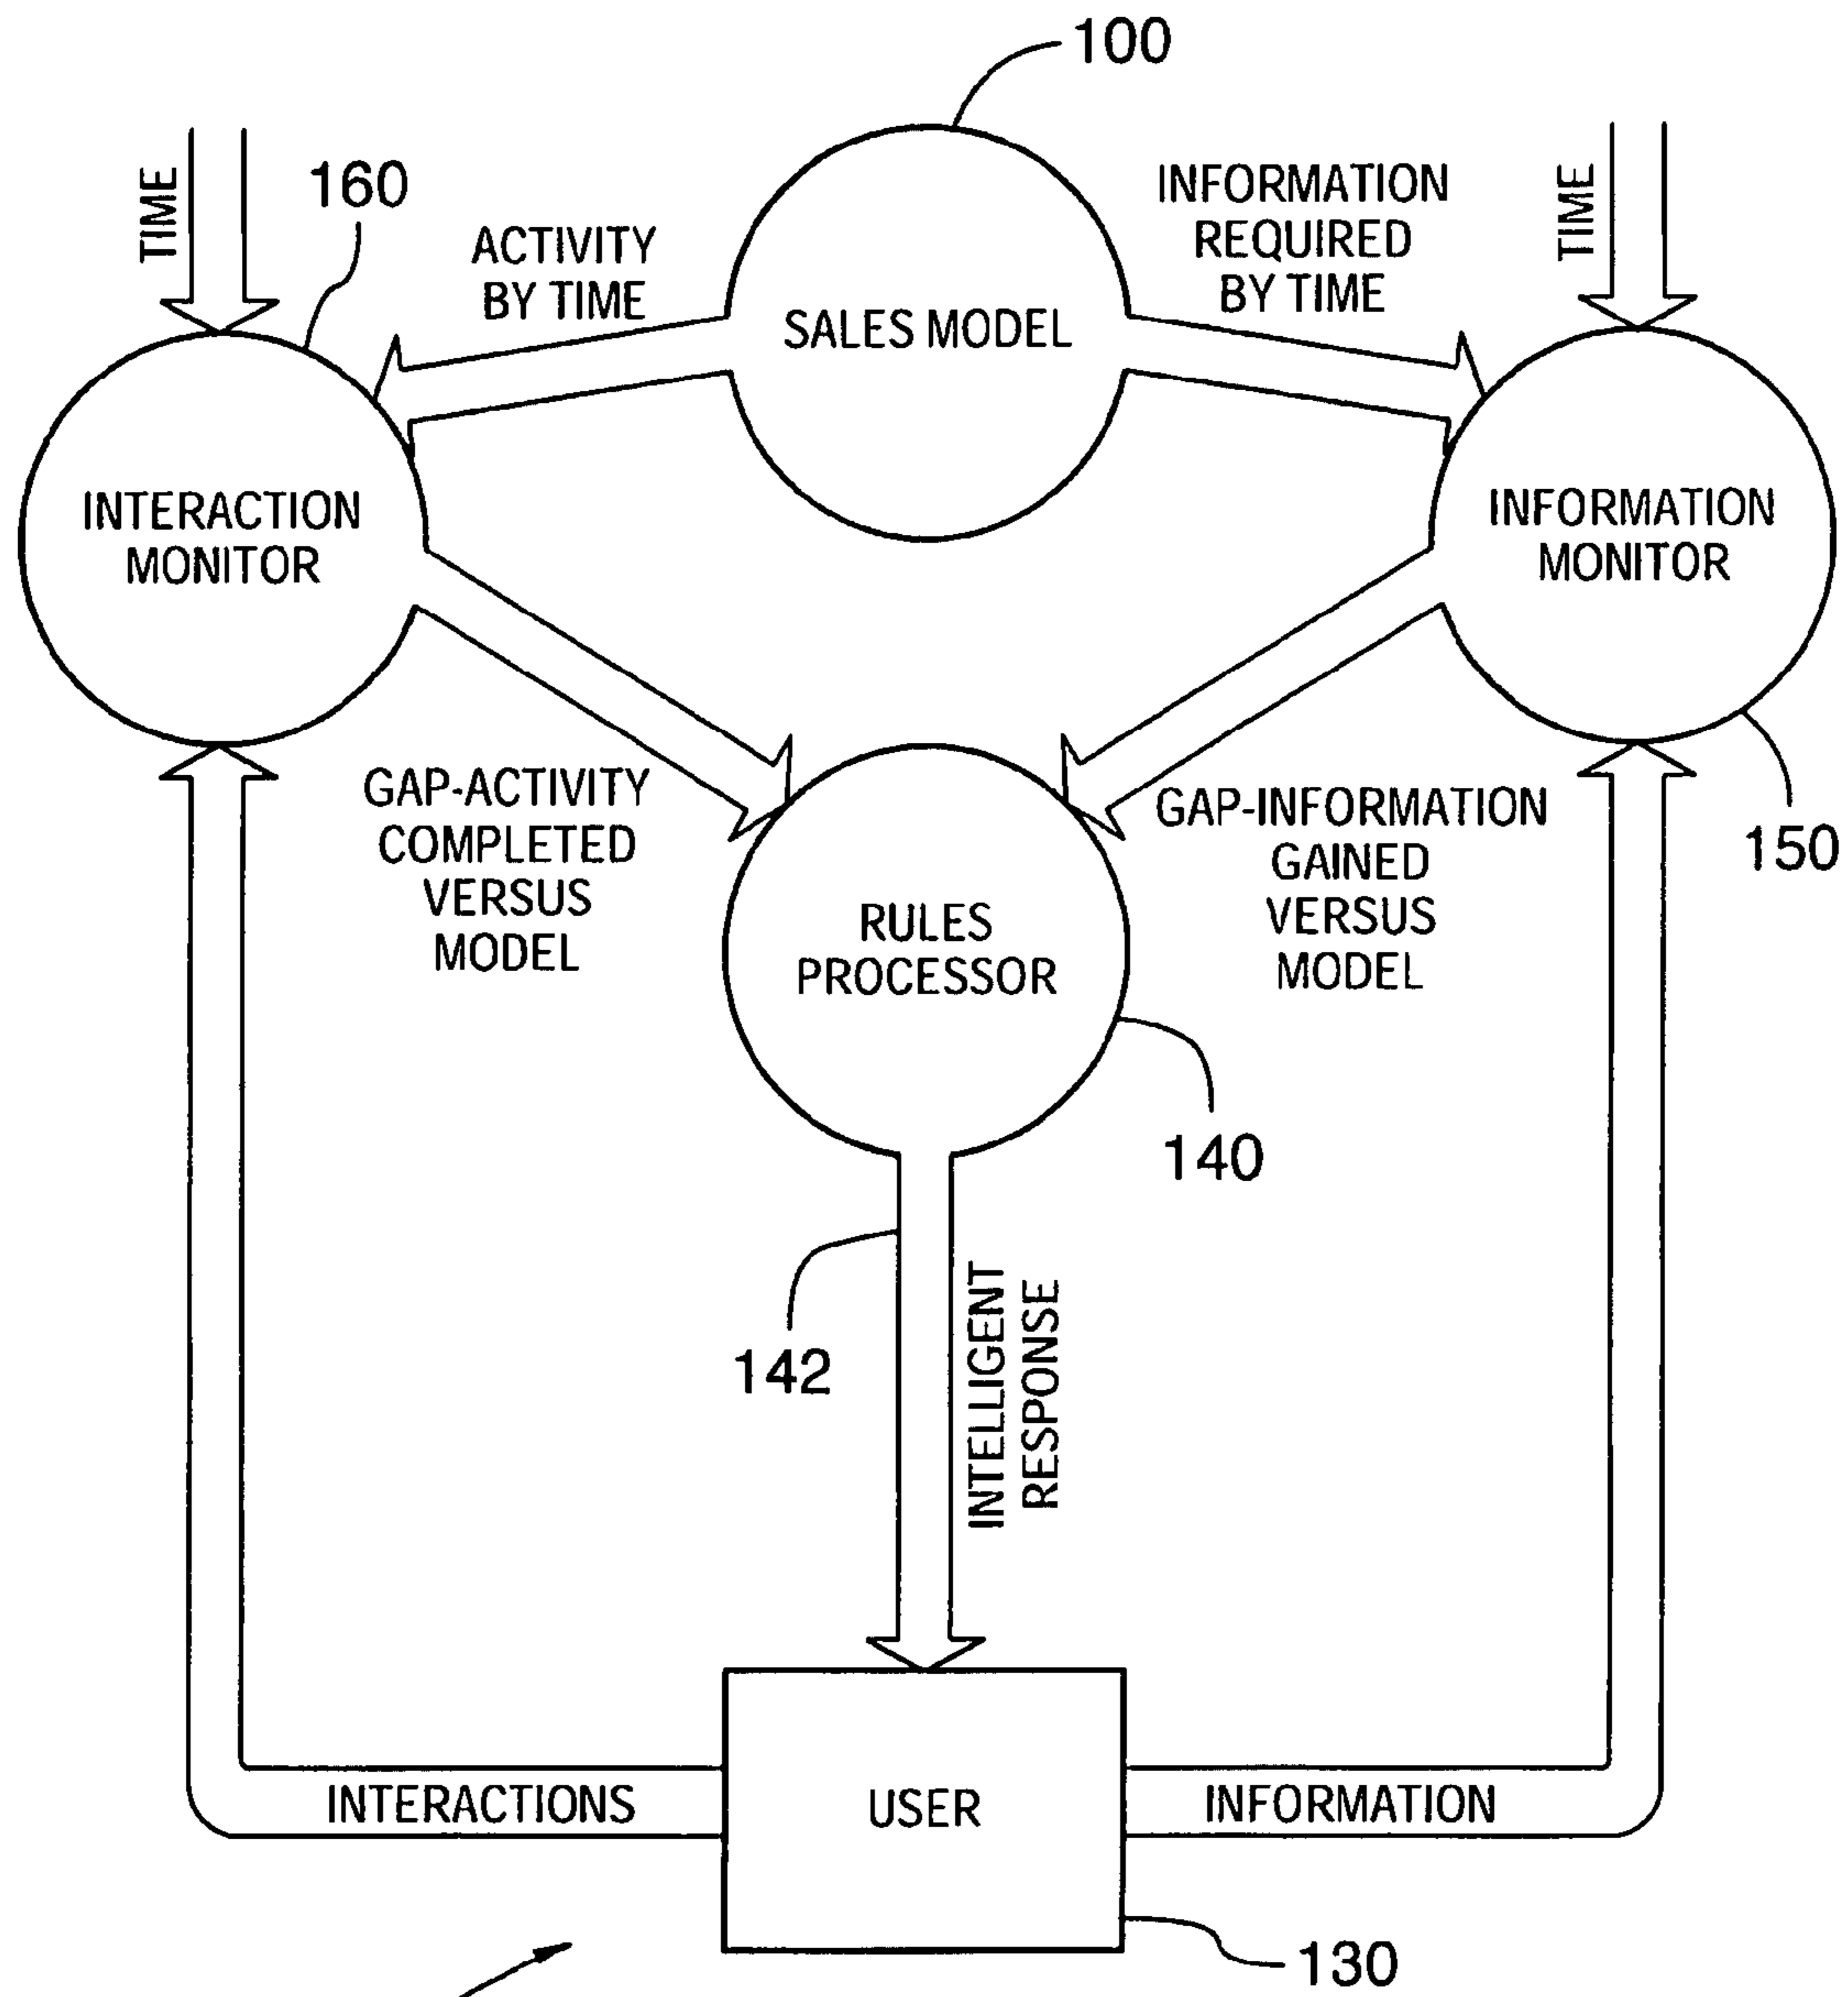 100
TIME
160
ACTIVITY
BY TIME
INFORMATION
REQUIRED
BY TIME
TIME
SALES MODEL
INTERACTION
MONITOR
INFORMATION
MONITOR
GAP-ACTIVITY
COMPLETED
VERSUS
MODEL
GAP-INFORMATION
GAINED
VERSUS
MODEL
150
RULES
PROCESSOR
140
142
INTELLIGENT
RESPONSE
INTERACTIONS
USER
INFORMATION
130